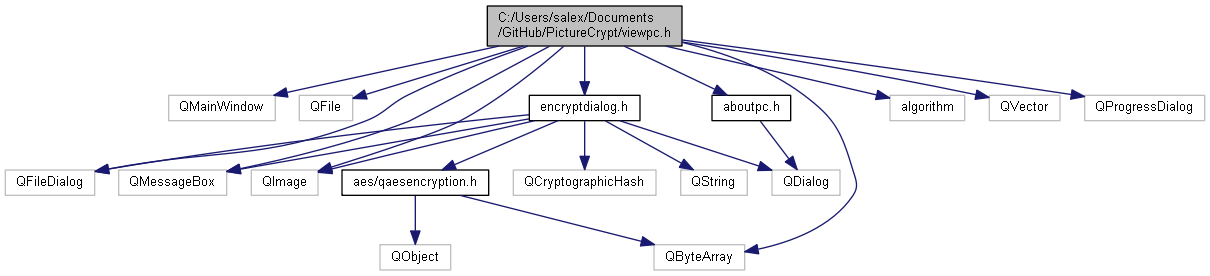 C:/Users/salex/Documents
/GitHub/PictureCrypt/viewpc.h
QMainWindow
QFile
encryptdialog.h
aboutpc.h
algorithm
QVector
QProgressDialog
QFileDialog
QMessageBox
QImage
aes/qaesencryption.h
QCryptographicHash
QString
QDialog
QObject
QByteArray